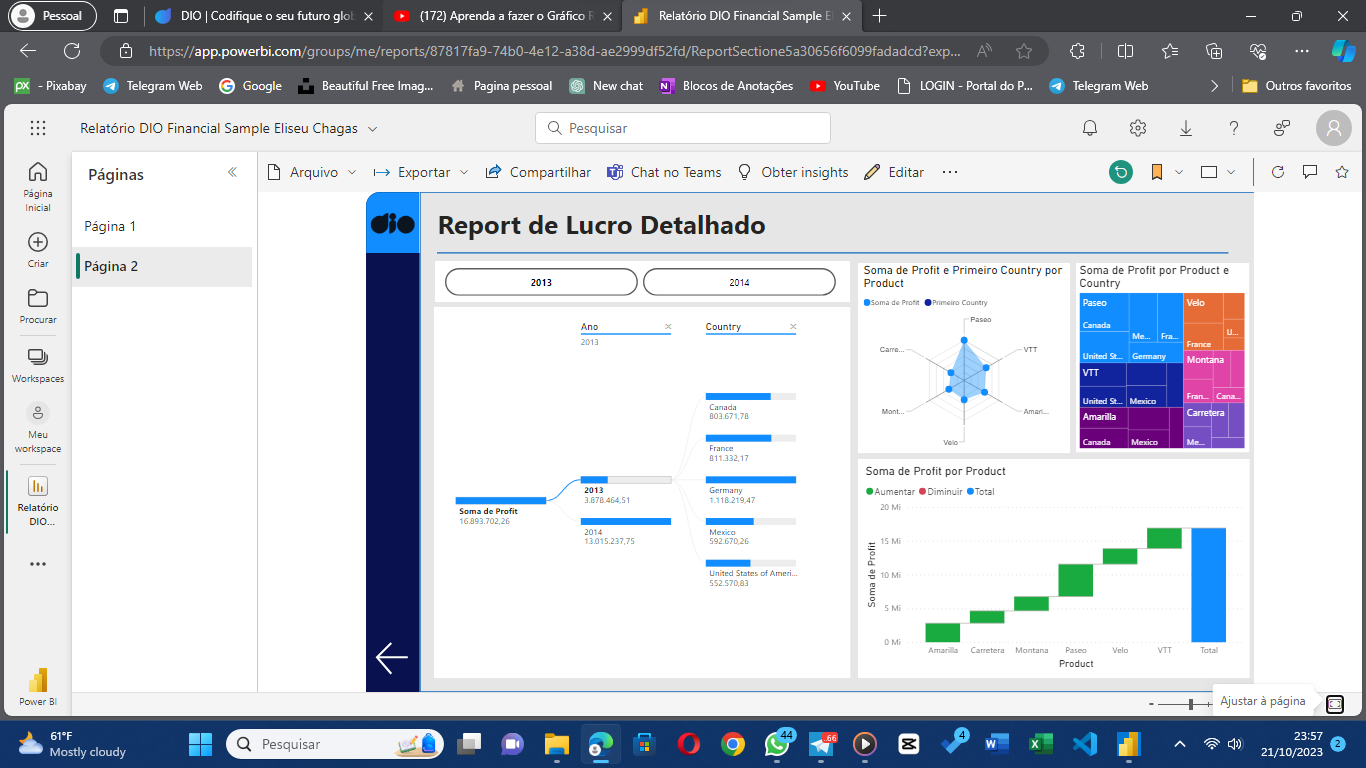 Pessoal
DIO | Codifique o seu futuro glob
(172) Aprenda a fazer o Gráfico R
Relatório DIO Financial Sample El
https://app.powerbi.com/groups/me/reports/87817fa9-74b0-4e12-a38d-ae2999df52fd/ReportSectione5a30656f6099fadadcd?exp...
- Pixabay
Telegram Web
Google
Beautiful Free Imag...
Pagina pessoal
New chat
Blocos de Anotações
YouTube
LOGIN - Portal do P...
Telegram Web
Outros favoritos
Relatório DIO Financial Sample Eliseu Chagas
Pesquisar
Página
Inicial
Criar
Procurar
Workspaces
Meu
workspace
Relatório
DIO...
Power BI
Páginas
Página 1
Página 2
Arquivo
Exportar
Compartilhar
Chat no Teams
Obter insights
Editar
dio
Report de Lucro Detalhado
2013
2014
Ano
2013
Country
Soma de Profit
16.893.702,26
2013
3.878.464,51
2014
13.015.237,75
Canada
803.671,78
France
811.332,17
Germany
1.118.219,47
Mexico
592.670,26
United States of Ameri...
552.570,83
Soma de Profit e Primeiro Country por
Product
Soma de Profit
Primeiro Country
Paseo
VTT
Amari...
Velo
Mont...
Carre...
Soma de Profit por Product e
Country
Paseo
Canada
United St...
Me...
Fra...
Germany
VTT
United St...
Mexico
Amarilla
Canada
Mexico
Velo
France
U...
Montana
Fran...
Cana...
Carretera
Me...
Soma de Profit por Product
Aumentar
Diminuir
Total
Soma de Profit
20 Mi
15 Mi
10 Mi
5 Mi
0 Mi
Amarilla
Carretera
Montana
Paseo
Velo
VTT
Total
Product
Ajustar à página
61°F
Mostly cloudy
Pesquisar
44
66
4
23:57
21/10/2023
2